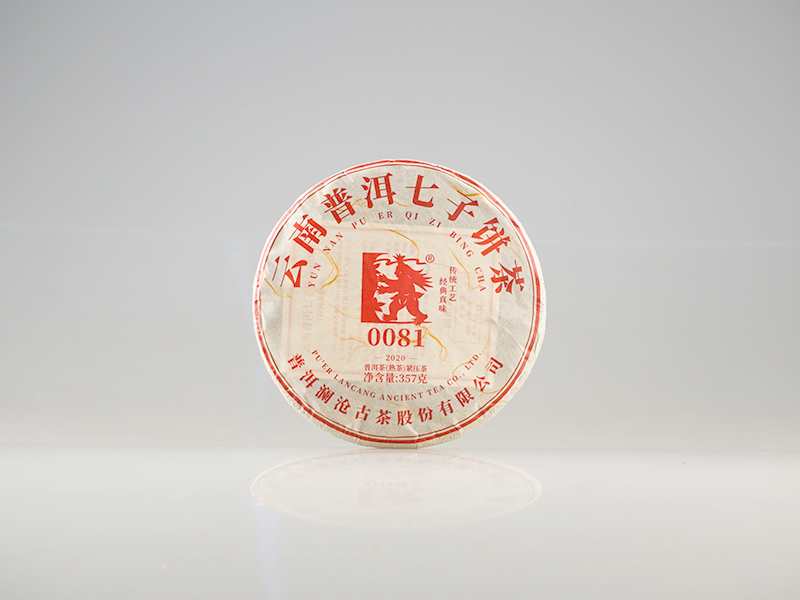 云南普洱七子饼茶
YUN NAN PU ER QI ZI BING CHA
®
传统工艺
经典真味
0081
2020
普洱茶(熟茶)紧压茶
净含量:357克
PU'ER LANCANG ANCIENT TEA CO., LTD.
普洱澜沧古茶股份有限公司